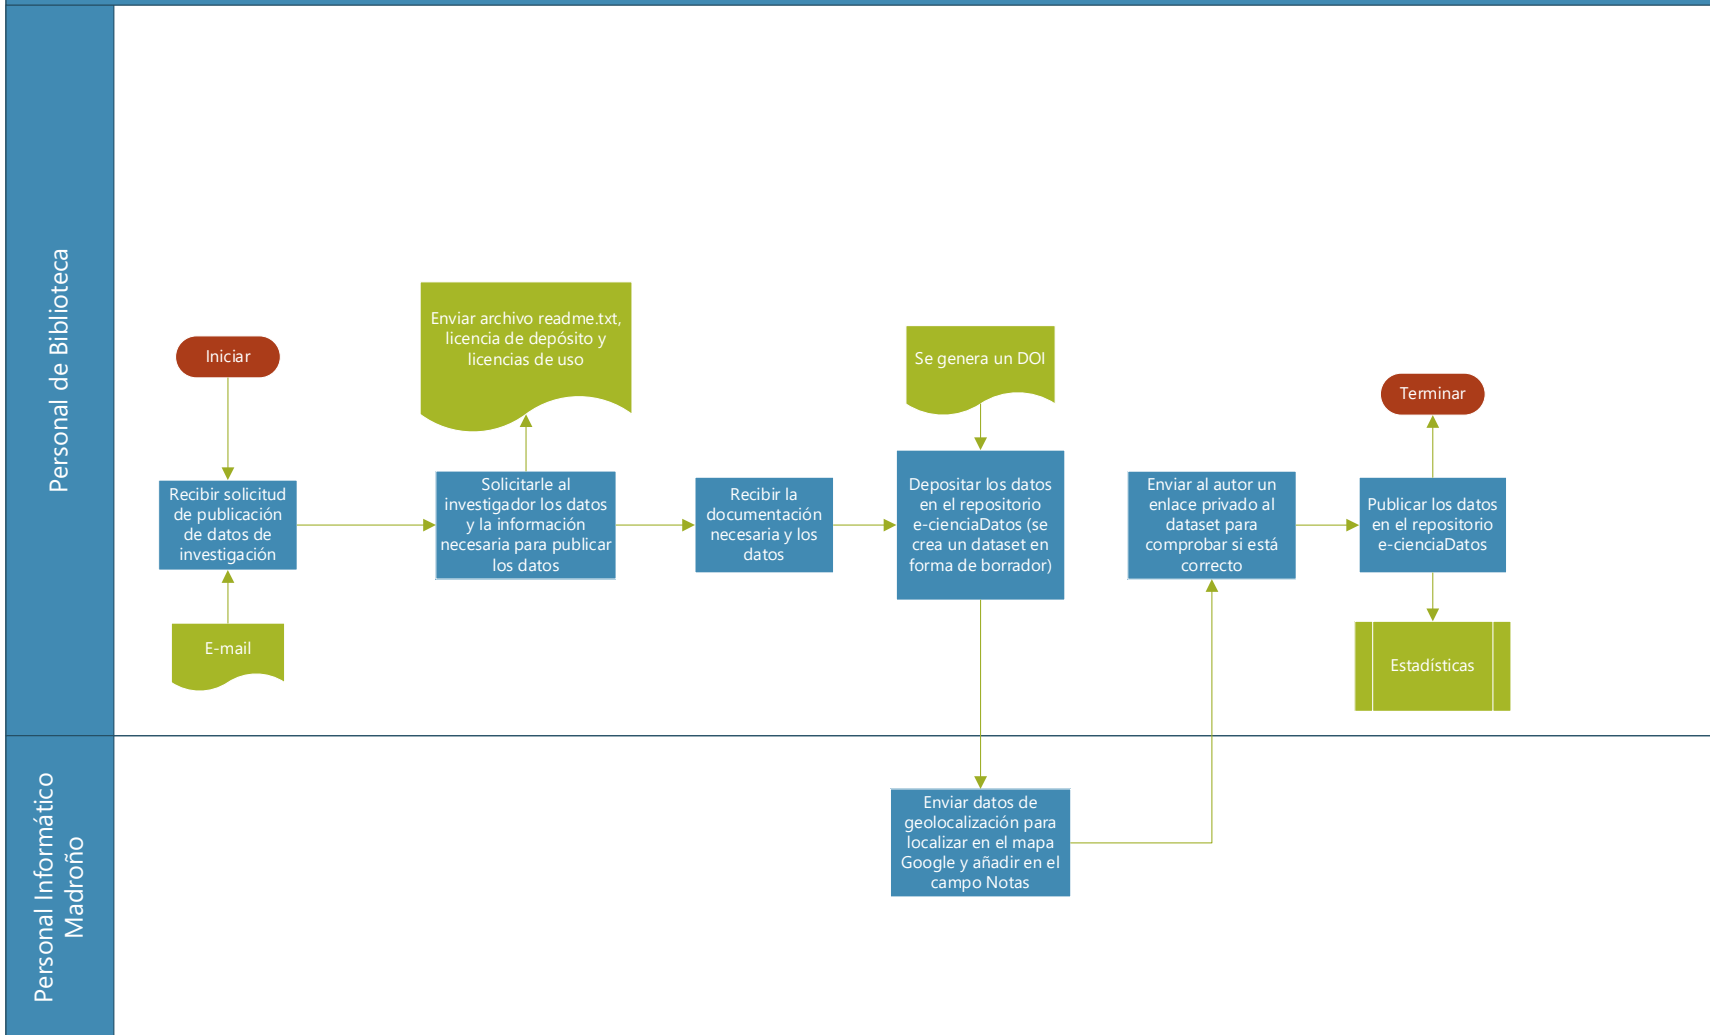 Personal de Biblioteca
Iniciar
Recibir solicitud
de publicación
de datos de
investigación
E-mail
Enviar archivo readme.txt,
licencia de depósito y
licencias de uso
Solicitarle al
investigador los datos
y la información
necesaria para publicar
los datos
Recibir la
documentación
necesaria y los
datos
Se genera un DOI
Depositar los datos
en el repositorio
e-cienciaDatos (se
crea un dataset en
forma de borrador)
Enviar al autor un
enlace privado al
dataset para
comprobar si está
correcto
Terminar
Publicar los datos
en el repositorio
e-cienciaDatos
Estadísticas
Personal Informático
Madroño
Enviar datos de
geolocalización para
localizar en el mapa
Google y añadir en el
campo Notas